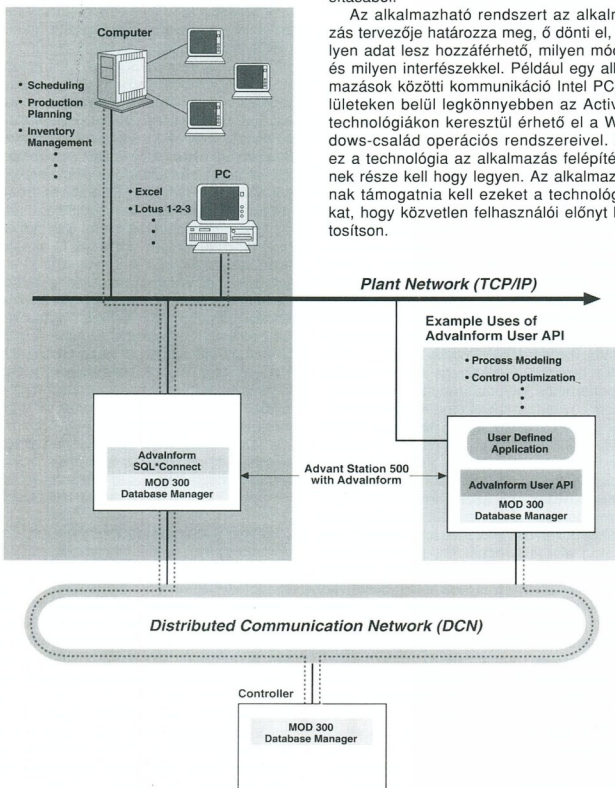 Az alkalmazható rendszert az alkalm
zás tervezője határozza meg, ő dönti el,
lyen adat lesz hozzáférhető, milyen mó
és milyen interfészekkel. Például egy al
mazások közötti kommunikáció Intel PC
lületeken belül legkönnyebben az Activ
technológiákon keresztül érhető el a W
dows-család operációs rendszereivel.
ez a technológia az alkalmazás felépíté
nek része kell hogy legyen. Az alkalmaz
nak támogatnia kell ezeket a technológ
kat, hogy közvetlen felhasználói előnyt
tosítson.
Computer
• Scheduling
• Production
Planning
• Inventory
Management
PC
• Excel
• Lotus 1-2-3
Plant Network (TCP/IP)
Example Uses of
AdvaInform User API
• Process Modeling
• Control Optimization
User Defined
Application
AdvaInform User API
MOD 300
Database Manager
AdvaInform
SQL*Connect
MOD 300
Database Manager
Advant Station 500
with AdvaInform
Distributed Communication Network (DCN)
Controller
MOD 300
Database Manager